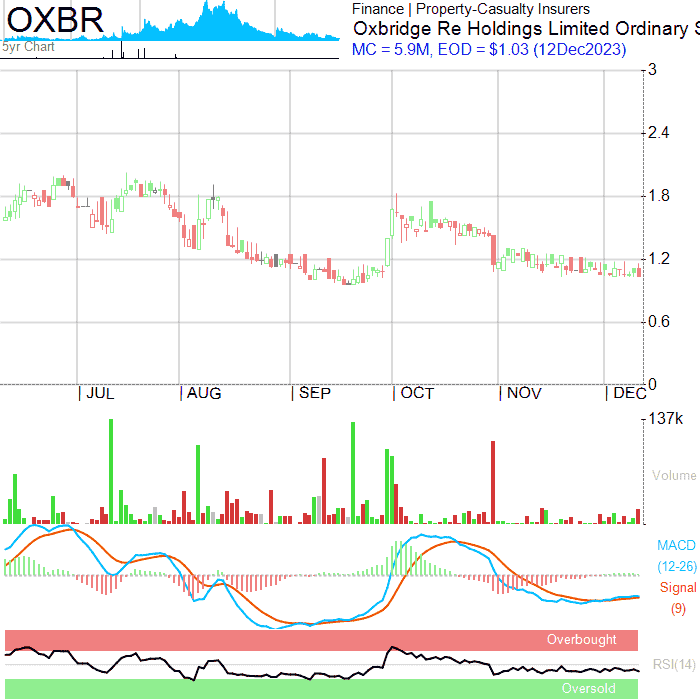 OXBR
5yr Chart
Finance | Property-Casualty Insurers
Oxbridge Re Holdings Limited Ordinary S
MC = 5.9M, EOD = $1.03 (12Dec2023)
3
2.4
1.8
1.2
0.6
0
JUL AUG SEP OCT NOV DEC
137k
Volume
MACD
(12-26)
Signal
(9)
Overbought
RSI(14)
Oversold